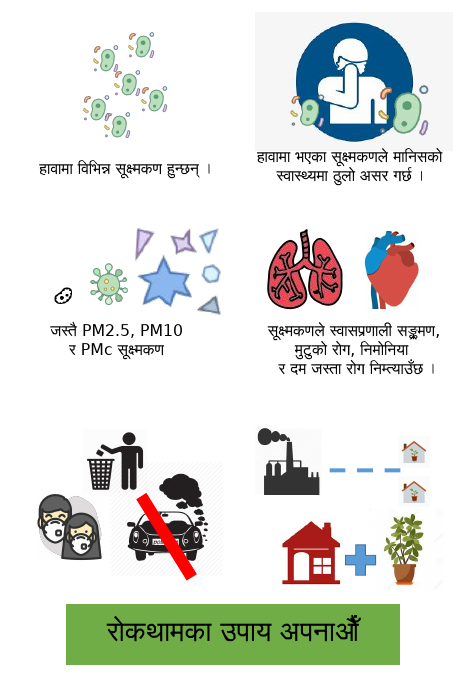 हावामा विभिन्न सूक्ष्मकण हुन्छन् ।
हावामा भएका सूक्ष्मकणले मानिसको
स्वास्थ्यमा ठुलो असर गर्छ ।
जस्तै PM2.5, PM10
र PMc सूक्ष्मकण
सूक्ष्मकणले स्वासप्रणाली सङ्क्रमण,
मुटुको रोग, निमोनिया
र दम जस्ता रोग निम्त्याउँछ ।
रोकथामका उपाय अपनाऔँ